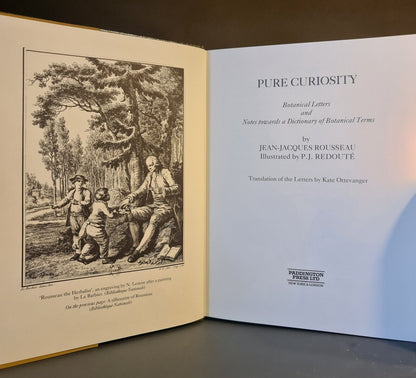 'Rousseau the Herbalist', an engraving by N. Lesueur after a painting
by Le Barbier. (Bibliothèque Nationale)
On the previous page: A silhouette of Rousseau.
(Bibliothèque Nationale)
PURE CURIOSITY
Botanical Letters
and
Notes towards a Dictionary of Botanical Terms
by
JEAN-JACQUES ROUSSEAU
Illustrated by P.J. REDOUTÉ
Translation of the Letters by Kate Ottevanger
PADDINGTON
PRESS LTD
NEW YORK & LONDON